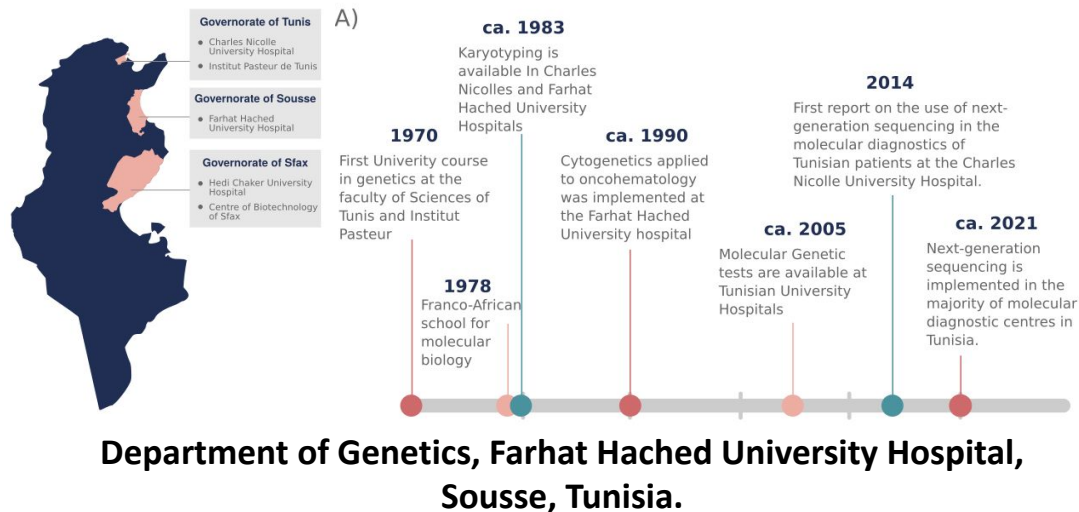 Governorate of Tunis
Charles Nicolle
University Hospital
Institut Pasteur de Tunis
Governorate of Sousse
Farhat Hached
University Hospital
Governorate of Sfax
Hedi Chaker University
Hospital
Centre of Biotechnology
of Sfax
A)
1970
First Univerity course
in genetics at the
faculty of Sciences of
Tunis and Institut
Pasteur
1978
Franco-African
school for
molecular
biology
ca. 1983
Karyotyping is
available In Charles
Nicolles and Farhat
Hached University
Hospitals
ca. 1990
Cytogenetics applied
to oncohematology
was implemented at
the Farhat Hached
University hospital
ca. 2005
Molecular Genetic
tests are available at
Tunisian University
Hospitals
2014
First report on the use of next-
generation sequencing in the
molecular diagnostics of
Tunisian patients at the Charles
Nicolle University Hospital.
ca. 2021
Next-generation
sequencing is
implemented in the
majority of molecular
diagnostic centres in
Tunisia.
Department of Genetics, Farhat Hached University Hospital,
Sousse, Tunisia.